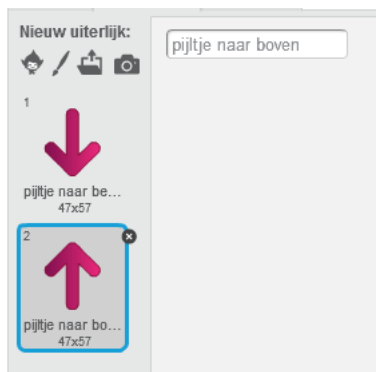 Nieuw uiterlijk:
pijltje naar boven
1
pijltje naar be...
47x57
2
pijltje naar bo...
47x57